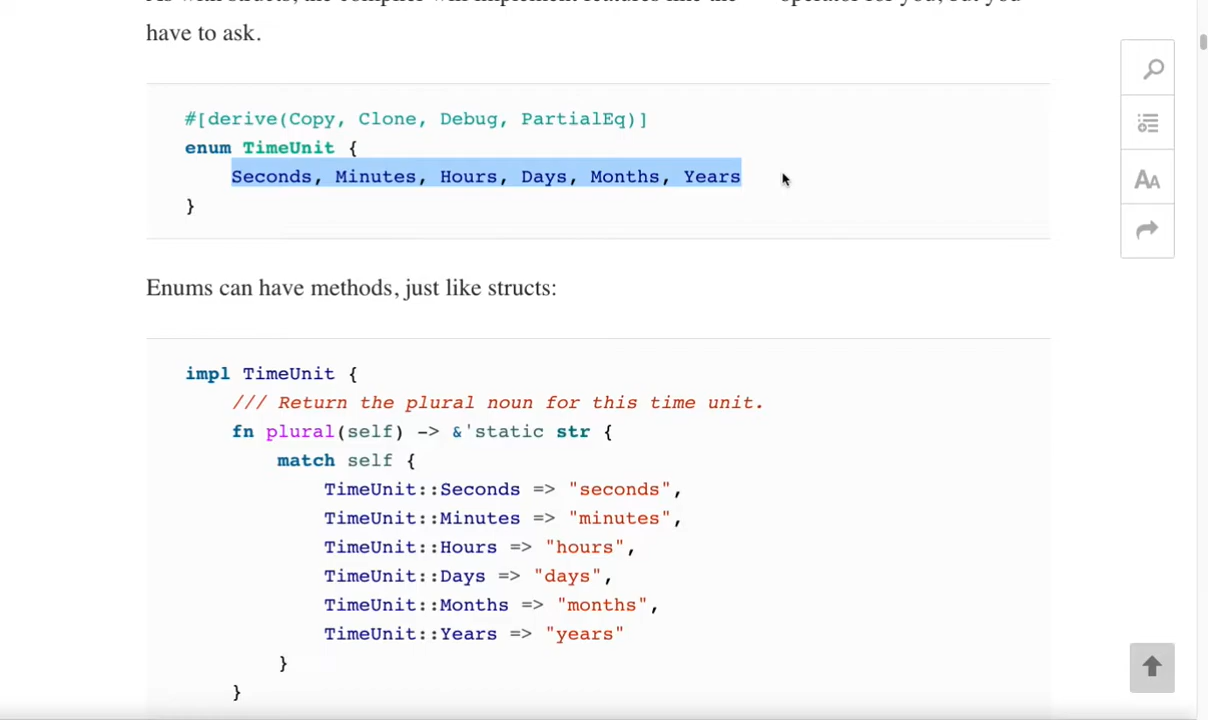 have to ask.
#[derive(Copy, Clone, Debug, PartialEq)]
enum TimeUnit {
Seconds, Minutes, Hours, Days, Months, Years
}
Enums can have methods, just like structs:
impl TimeUnit {
/// Return the plural noun for this time unit.
fn plural(self) -> &'static str {
match self {
TimeUnit::Seconds => "seconds",
TimeUnit::Minutes => "minutes",
TimeUnit::Hours => "hours",
TimeUnit::Days => "days",
TimeUnit::Months => "months",
TimeUnit::Years => "years"
}
}
AA